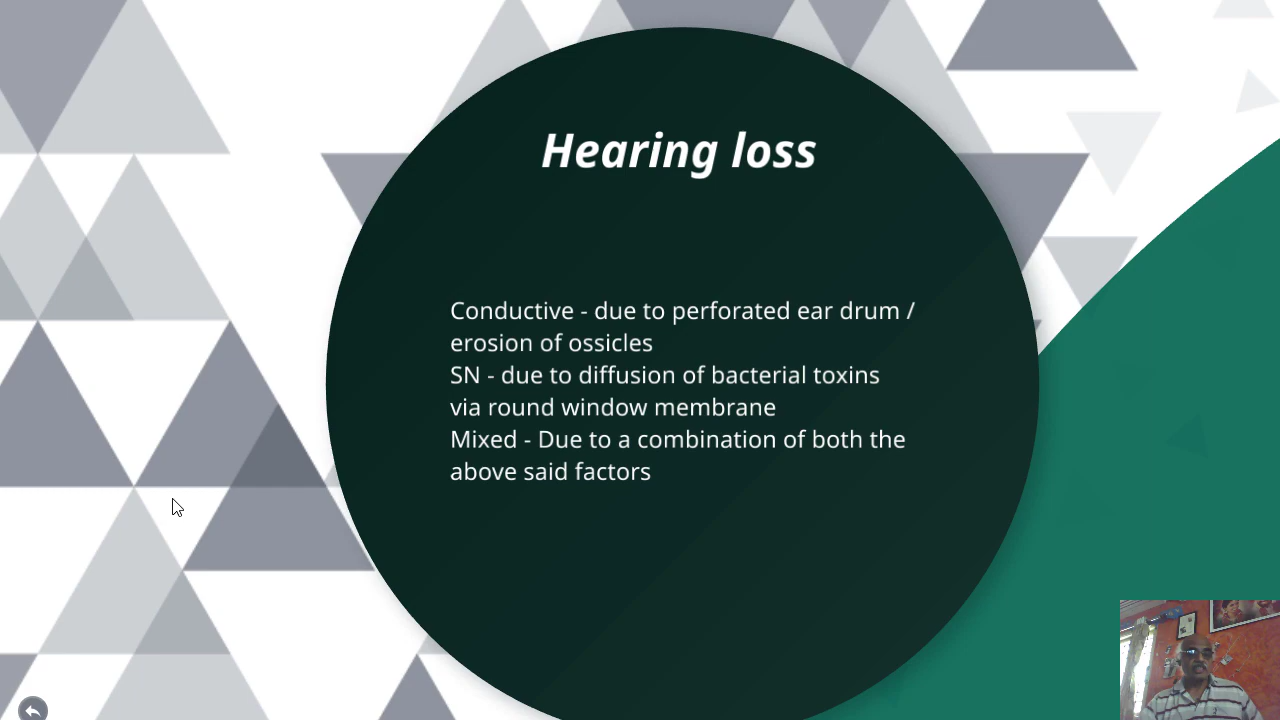 Hearing loss
Conductive - due to perforated ear drum /
erosion of ossicles
SN - due to diffusion of bacterial toxins
via round window membrane
Mixed - Due to a combination of both the
above said factors